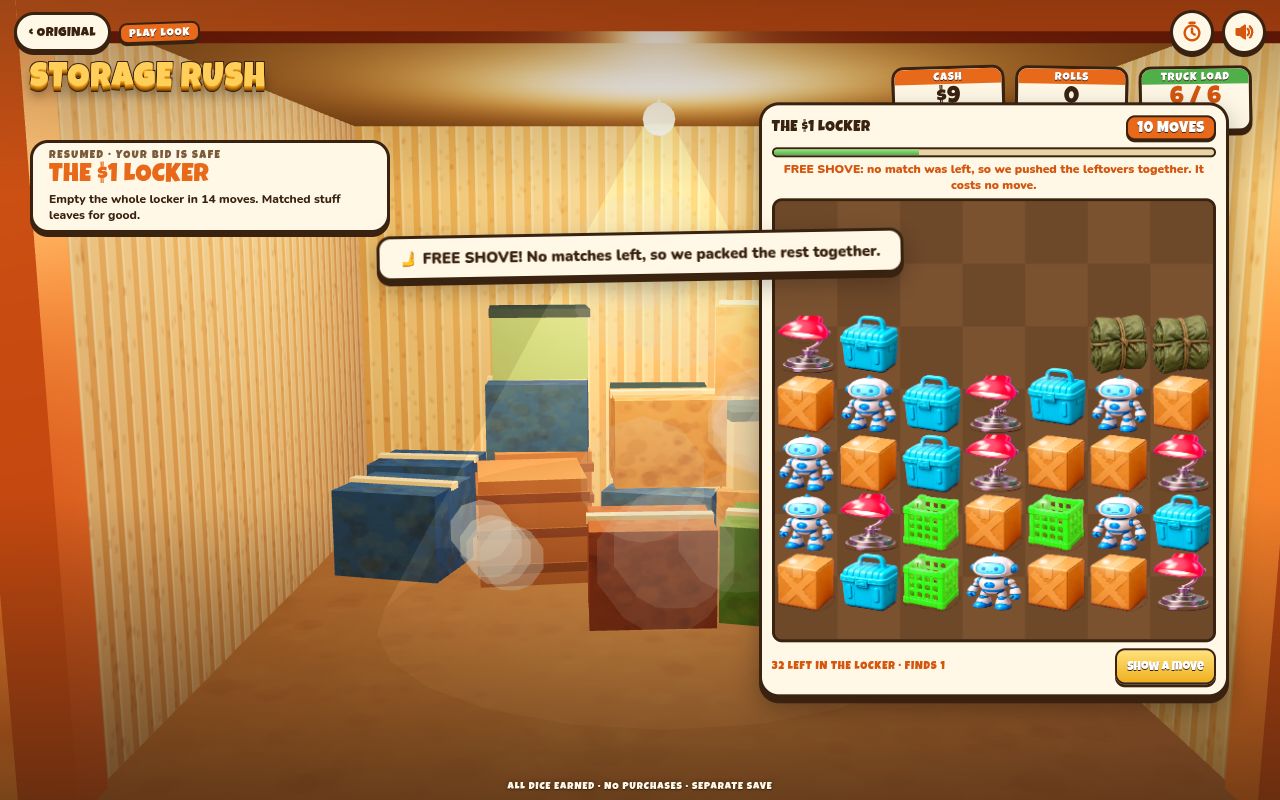 ‹ ORIGINAL
PLAY LOOK
STORAGE RUSH
CASH
$9
ROLLS
0
TRUCK LOAD
6 / 6
RESUMED · YOUR BID IS SAFE
THE $1 LOCKER
Empty the whole locker in 14 moves. Matched stuff
leaves for good.
THE $1 LOCKER
10 MOVES
FREE SHOVE: no match was left, so we pushed the leftovers together. It
costs no move.
FREE SHOVE! No matches left, so we packed the rest together.
32 LEFT IN THE LOCKER · FINDS 1
SHOW A MOVE
ALL DICE EARNED · NO PURCHASES · SEPARATE SAVE